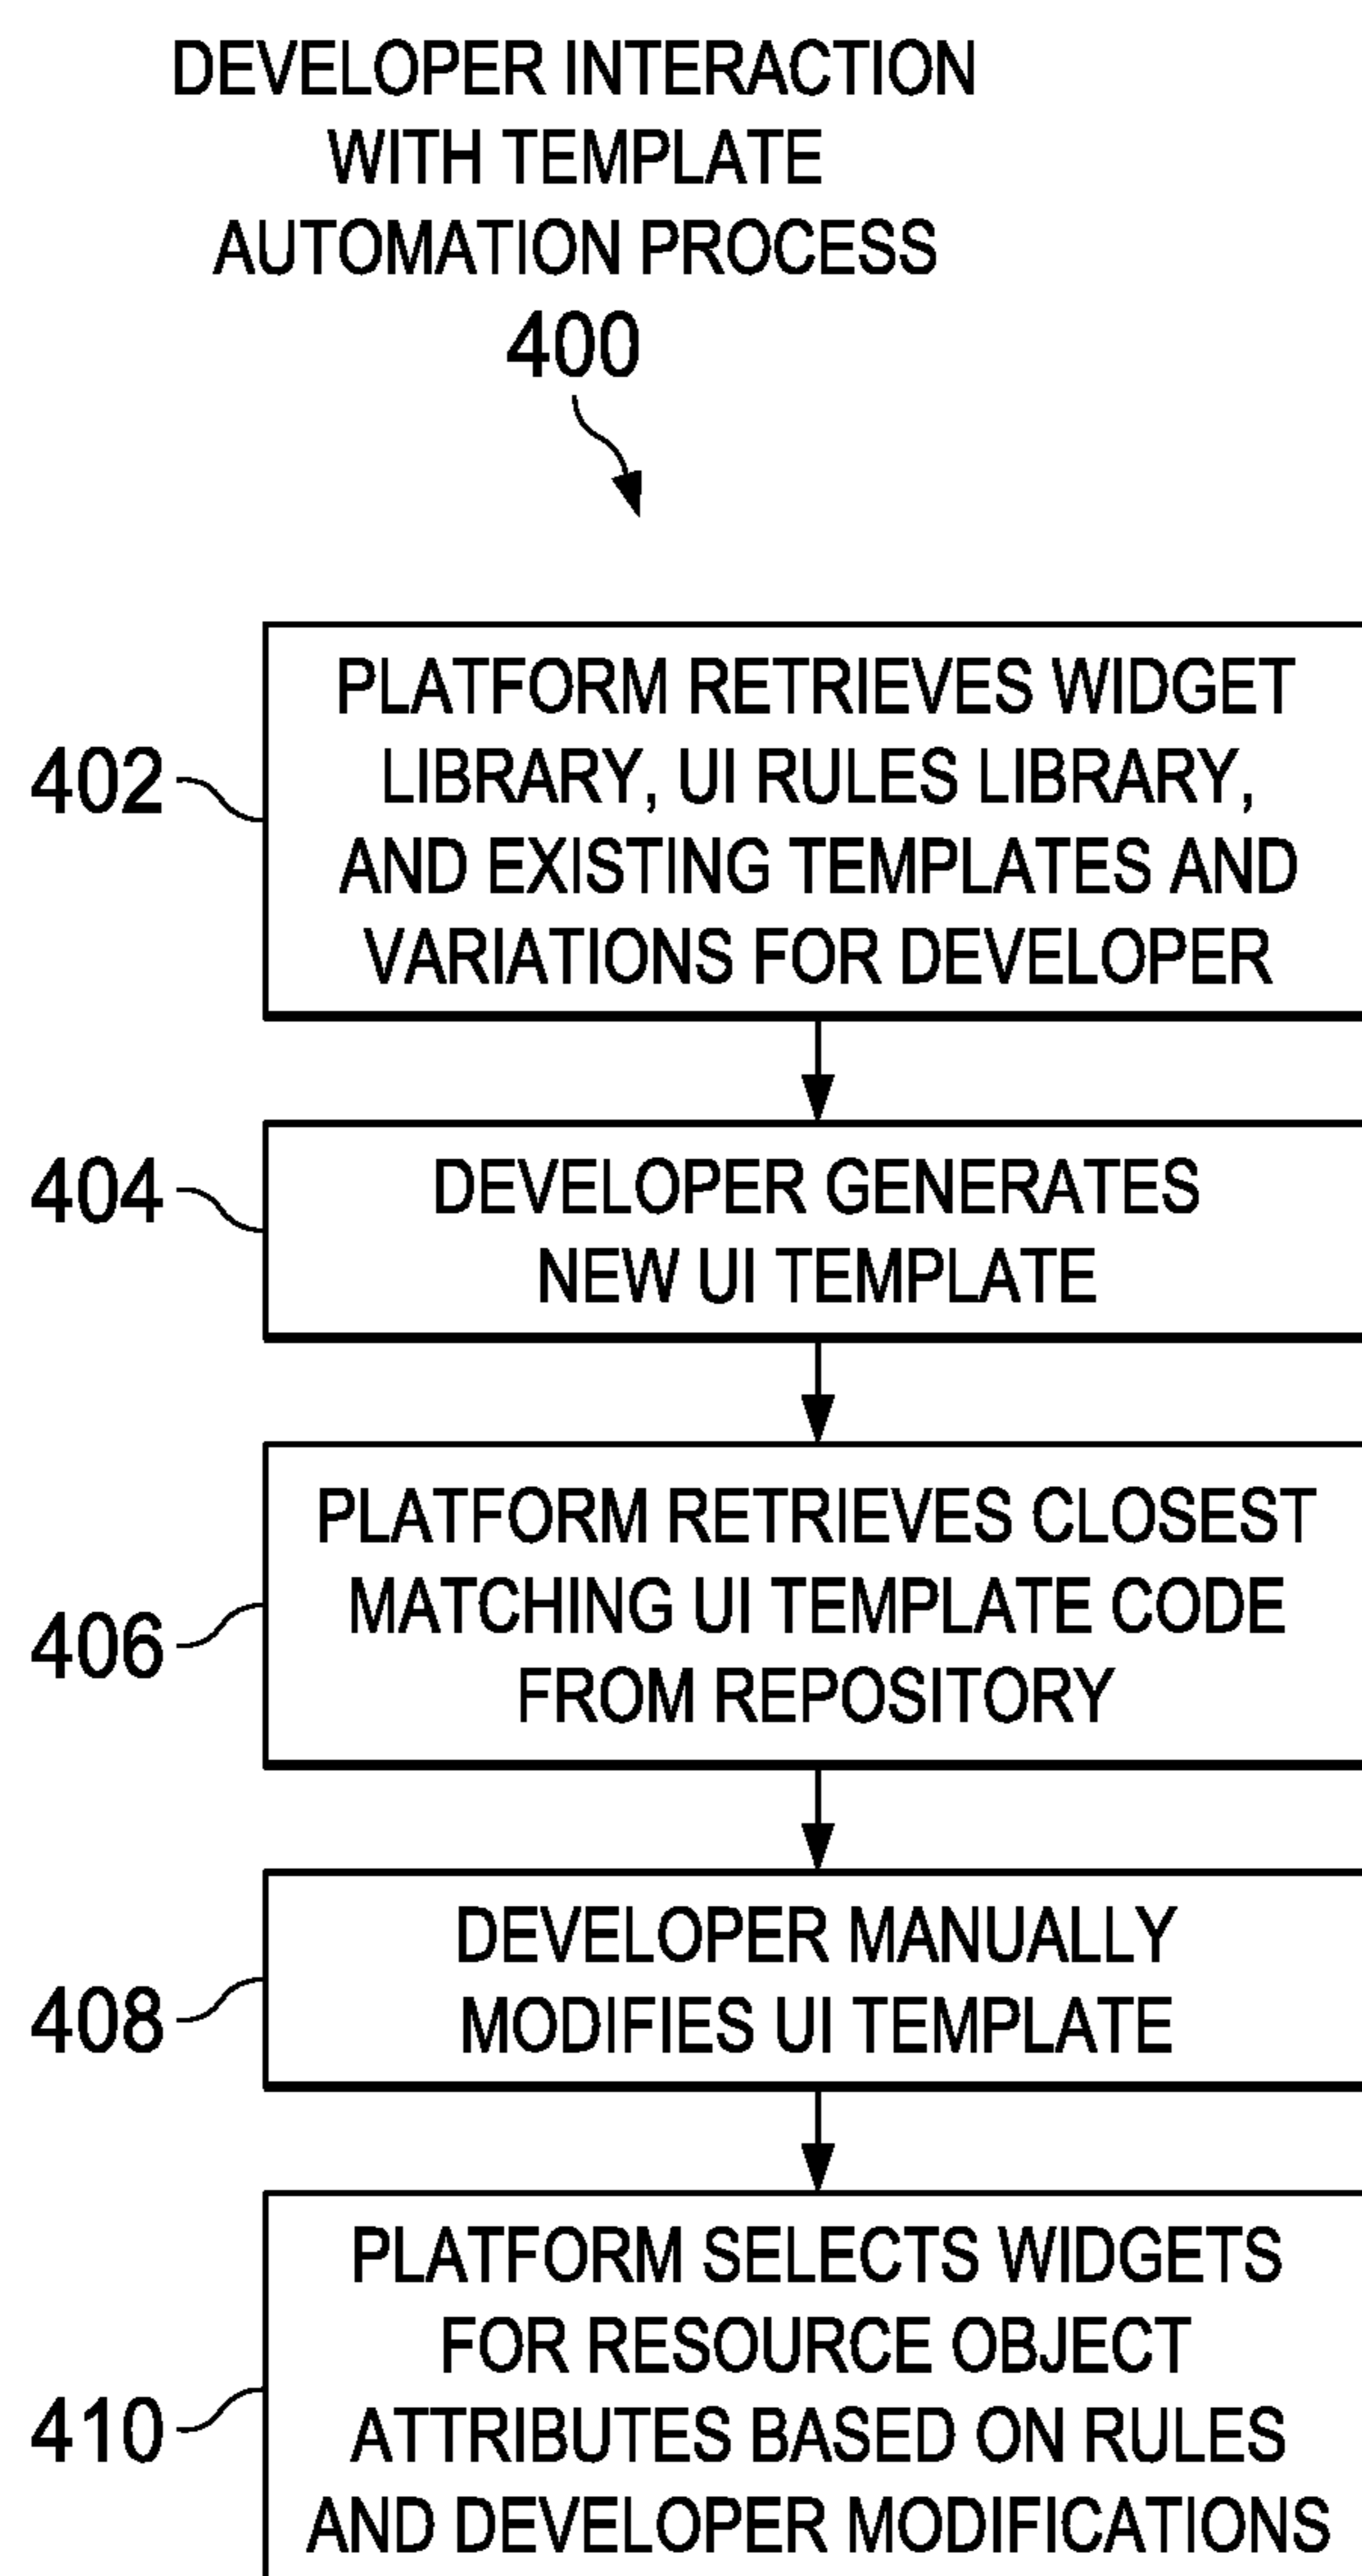 DEVELOPER INTERACTION
WITH TEMPLATE
AUTOMATION PROCESS
400
402
PLATFORM RETRIEVES WIDGET
LIBRARY, UI RULES LIBRARY,
AND EXISTING TEMPLATES AND
VARIATIONS FOR DEVELOPER
404
DEVELOPER GENERATES
NEW UI TEMPLATE
406
PLATFORM RETRIEVES CLOSEST
MATCHING UI TEMPLATE CODE
FROM REPOSITORY
408
DEVELOPER MANUALLY
MODIFIES UI TEMPLATE
410
PLATFORM SELECTS WIDGETS
FOR RESOURCE OBJECT
ATTRIBUTES BASED ON RULES
AND DEVELOPER MODIFICATIONS